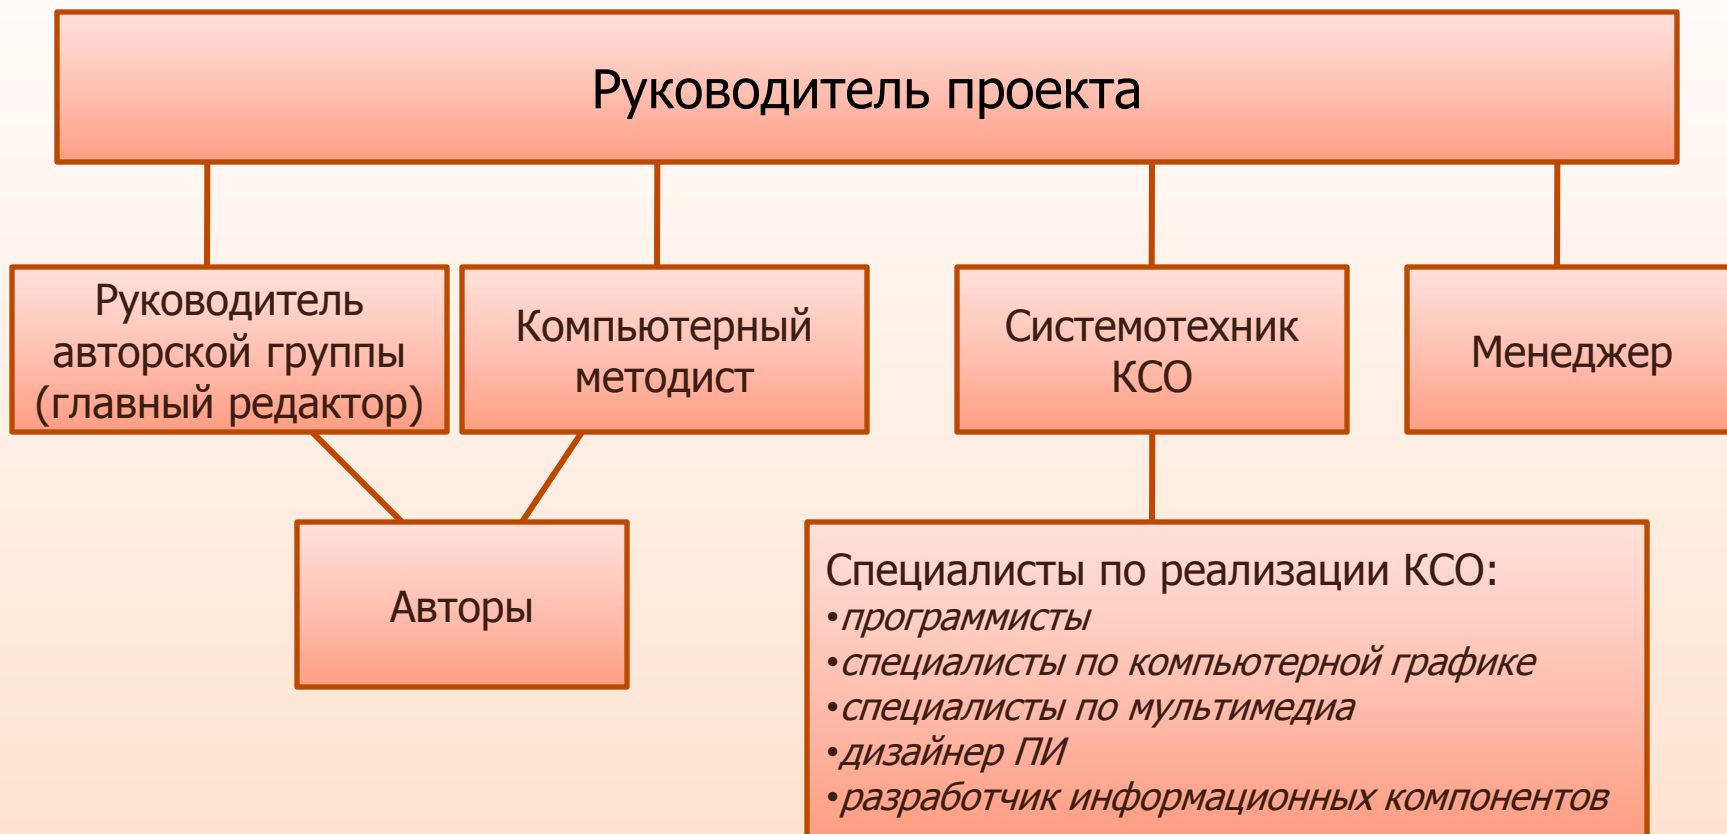 Руководитель проекта
Руководитель
авторской группы
(главный редактор)
Компьютерный
методист
Системотехник
КСО
Менеджер
Авторы
Специалисты по реализации КСО:
•программисты
•специалисты по компьютерной графике
•специалисты по мультимедиа
•дизайнер ПИ
•разработчик информационных компонентов